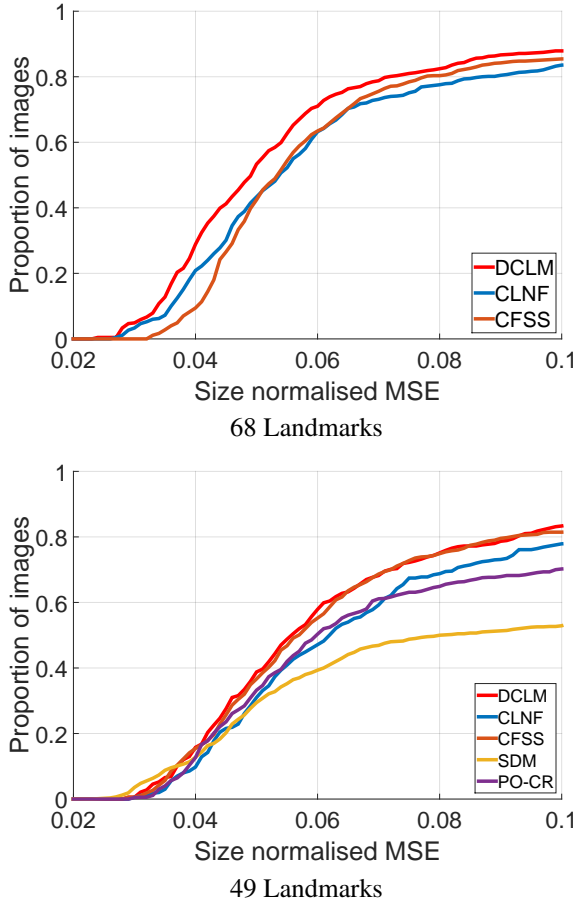 1
0.8
0.6
0.4
0.2
0
Proportion of images
DCLM
CLNF
CFSS
0.02 0.04 0.06 0.08 0.1
Size normalised MSE
68 Landmarks
1
0.8
0.6
0.4
0.2
0
Proportion of images
DCLM
CLNF
CFSS
SDM
PO-CR
0.02 0.04 0.06 0.08 0.1
Size normalised MSE
49 Landmarks